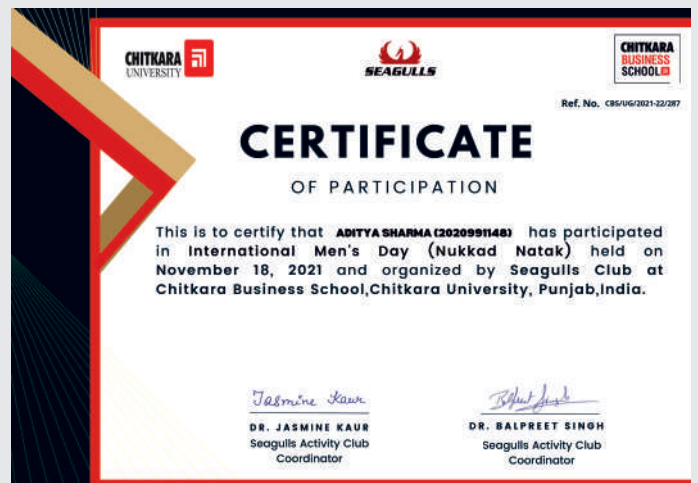 CHITKARA
UNIVERSITY
SEAGULLS
CHITKARA
BUSINESS
SCHOOL
Ref. No. CBS/UG/2021-22/287
CERTIFICATE
OF PARTICIPATION
This is to certify that ADITYA SHARMA (2020991148) has participated
in International Men's Day (Nukkad Natak) held on
November 18, 2021 and organized by Seagulls Club at
Chitkara Business School,Chitkara University, Punjab,India.
Jasmine Kaur
Balpreet Singh
DR. JASMINE KAUR
Seagulls Activity Club
Coordinator
DR. BALPREET SINGH
Seagulls Activity Club
Coordinator